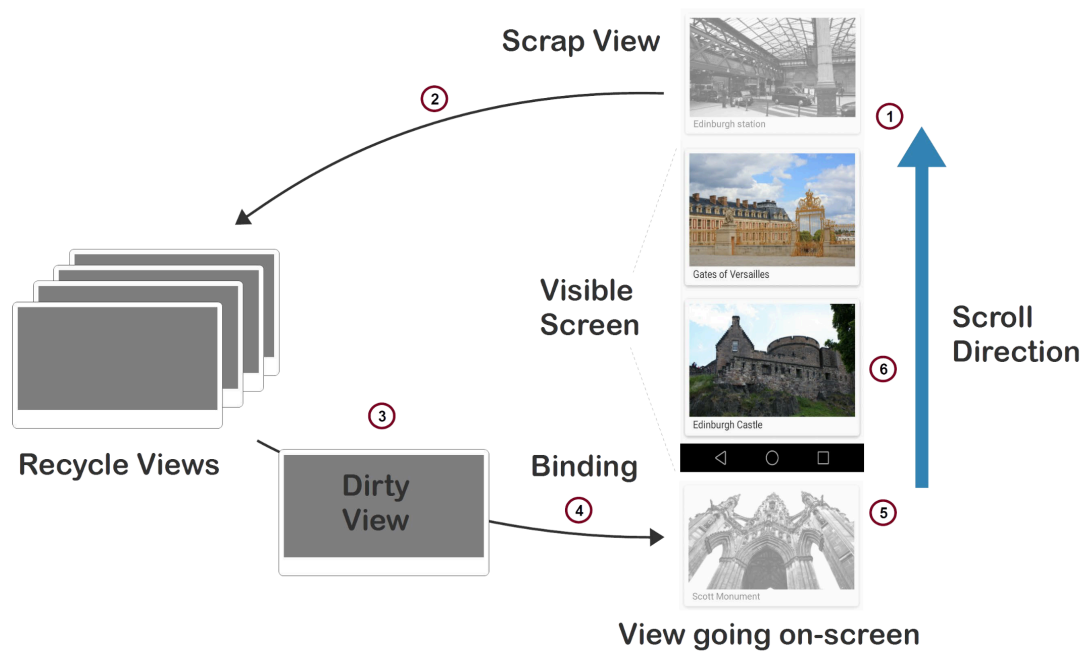 Scrap View
2
Edinburgh station
1
Gates of Versailles
Visible
Screen
Scroll
Direction
6
Edinburgh Castle
3
Recycle Views
Dirty
View
Binding
4
5
Scott Monument
View going on-screen